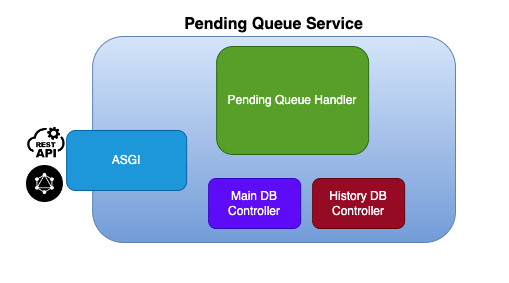 Pending Queue Service
Pending Queue Handler
REST
API
ASGI
Main DB
Controller
History DB
Controller